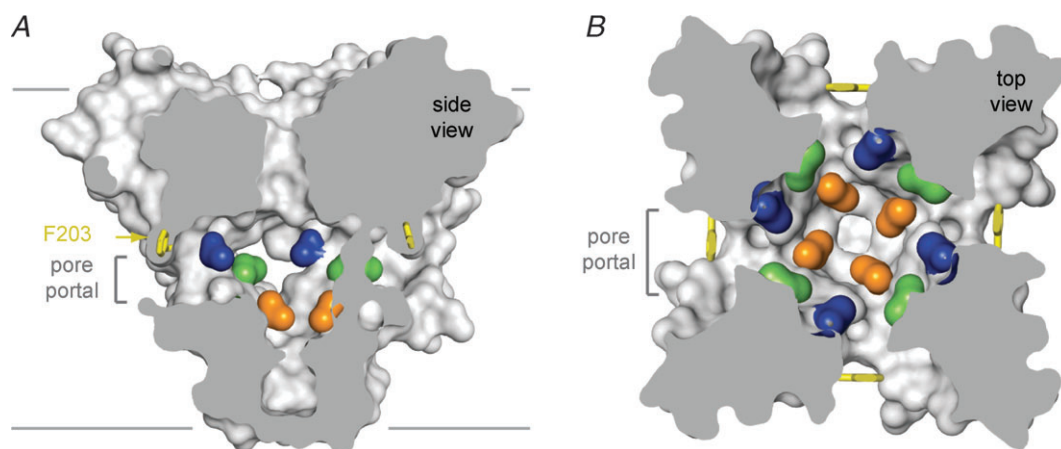 A
side
view
F203
pore
portal
B
top
view
pore
portal